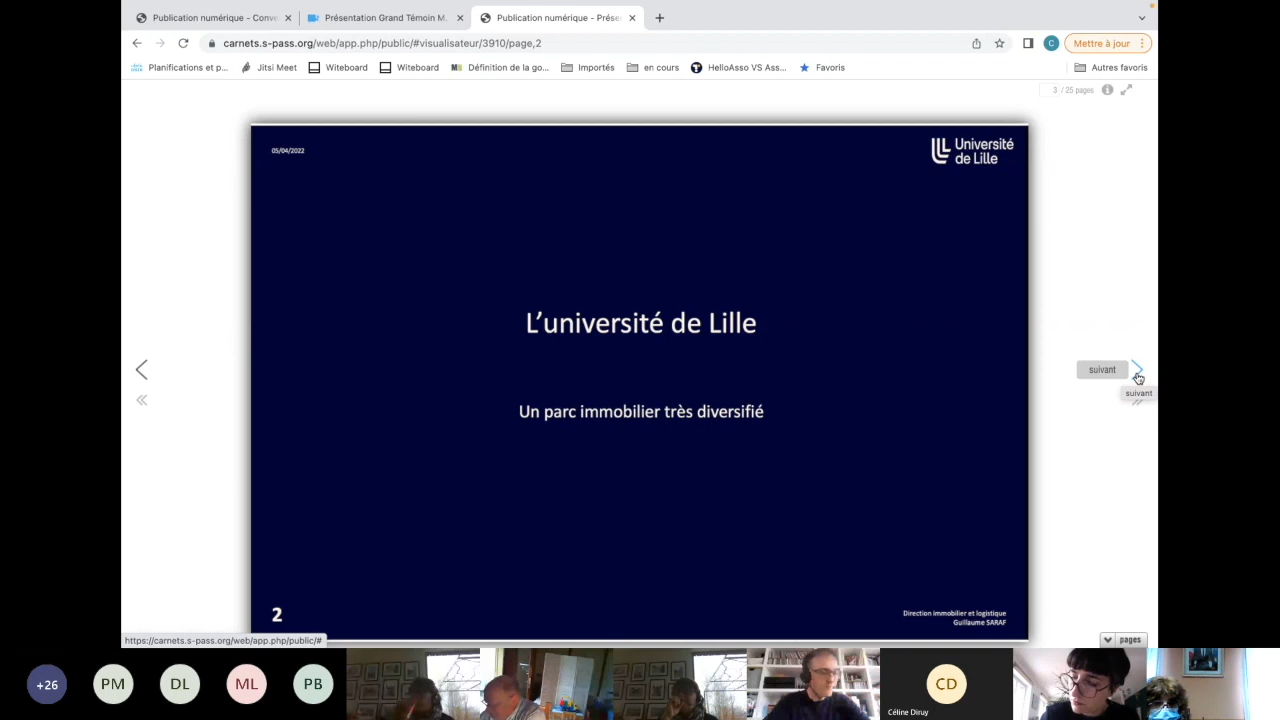 Publication numérique - Conve
Présentation Grand Témoin M.
Publication numérique - Prése
carnets.s-pass.org/web/app.php/public/#visualisateur/3910/page,2
C
Mettre à jour
Planifications et p...
Jitsi Meet
Witeboard
Witeboard
Définition de la go...
Importés
en cours
HelloAsso VS Ass...
Favoris
Autres favoris
3 / 25 pages
05/04/2022
Université
de Lille
L'université de Lille
Un parc immobilier très diversifié
suivant
suivant
2
Direction Immobilier et logistique
Guillaume SARAF
https://carnets.s-pass.org/web/app.php/public/#
pages
+26
PM
DL
ML
PB
CD
Céline Diruy